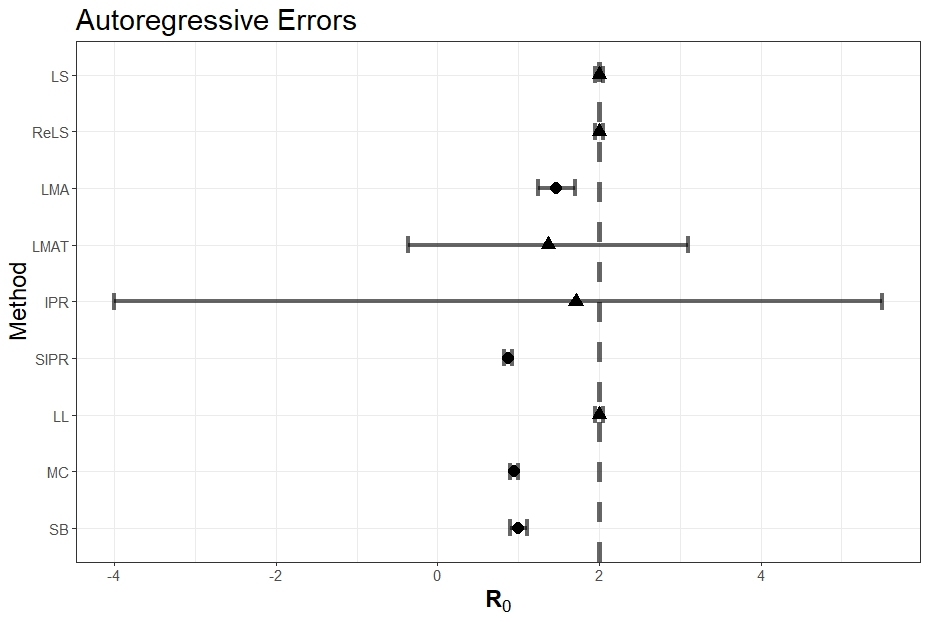 Autoregressive Errors
Method
LS
ReLS
LMA
LMAT
IPR
SIPR
LL
MC
SB
-4 -2 0 2 4
R0